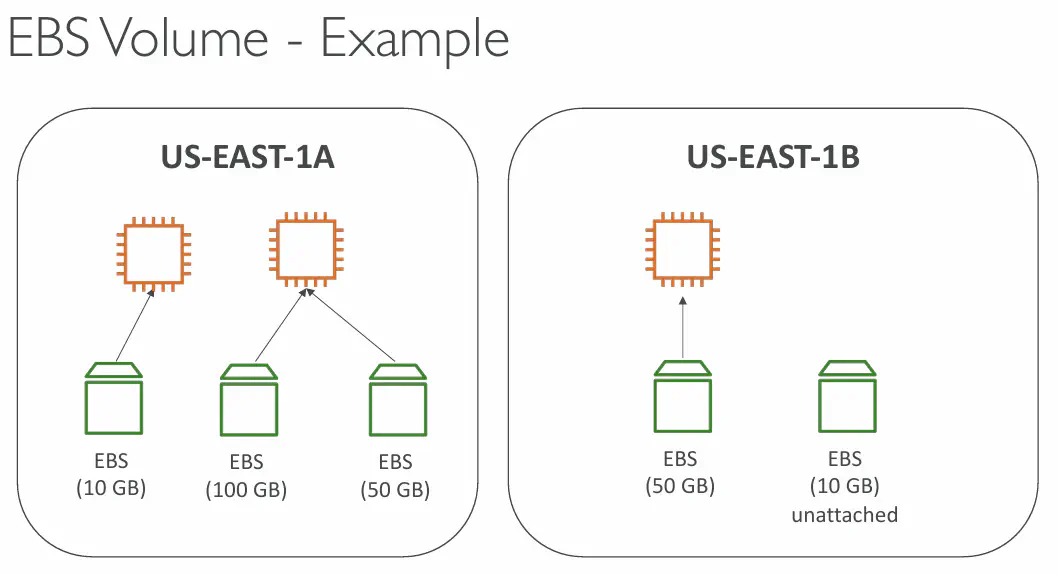 EBS Volume - Example
US-EAST-1A
EBS
(10 GB)
EBS
(100 GB)
EBS
(50 GB)
US-EAST-1B
EBS
(50 GB)
EBS
(10 GB)
unattached